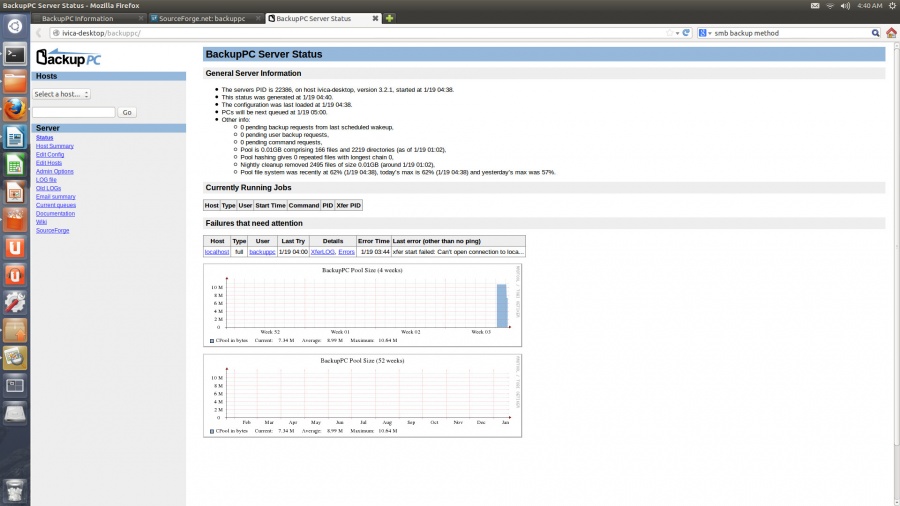 BackupPC Server Status - Mozilla Firefox
4:40 AM
BackupPC Information
SourceForge.net: backuppc
BackupPC Server Status
ivica-desktop/backuppc/
smb backup method
BackupPC
Hosts
Select a host...
Go
Server
Status
Host Summary
Edit Config
Edit Hosts
Admin Options
LOG file
Old LOGs
Email summary
Current queues
Documentation
Wiki
SourceForge
BackupPC Server Status
General Server Information
The servers PID is 22386, on host ivica-desktop, version 3.2.1, started at 1/19 04:38.
This status was generated at 1/19 04:40.
The configuration was last loaded at 1/19 04:38.
PCs will be next queued at 1/19 05:00.
Other info:
0 pending backup requests from last scheduled wakeup,
0 pending user backup requests,
0 pending command requests,
Pool is 0.01GB comprising 166 files and 2219 directories (as of 1/19 01:02),
Pool hashing gives 0 repeated files with longest chain 0,
Nightly cleanup removed 2495 files of size 0.01GB (around 1/19 01:02),
Pool file system was recently at 62% (1/19 04:38), today's max is 62% (1/19 04:38) and yesterday's max was 57%.
Currently Running Jobs
Host Type User Start Time Command PID Xfer PID
Failures that need attention
Host Type User Last Try Details Error Time Last error (other than no ping)
localhost full backuppc 1/19 04:00 XferLOG, Errors 1/19 03:44 xfer start failed: Can't open connection to loca...
BackupPC Pool Size (4 weeks)
10 M
8 M
6 M
4 M
2 M
0
Week 52 Week 01 Week 02 Week 03
CPool in bytes Current: 7.34 M Average: 8.99 M Maximum: 10.64 M
BackupPC Pool Size (52 weeks)
10 M
8 M
6 M
4 M
2 M
0
Feb Mar Apr May Jun Jul Aug Sep Oct Nov Dec Jan
CPool in bytes Current: 7.34 M Average: 8.99 M Maximum: 10.64 M